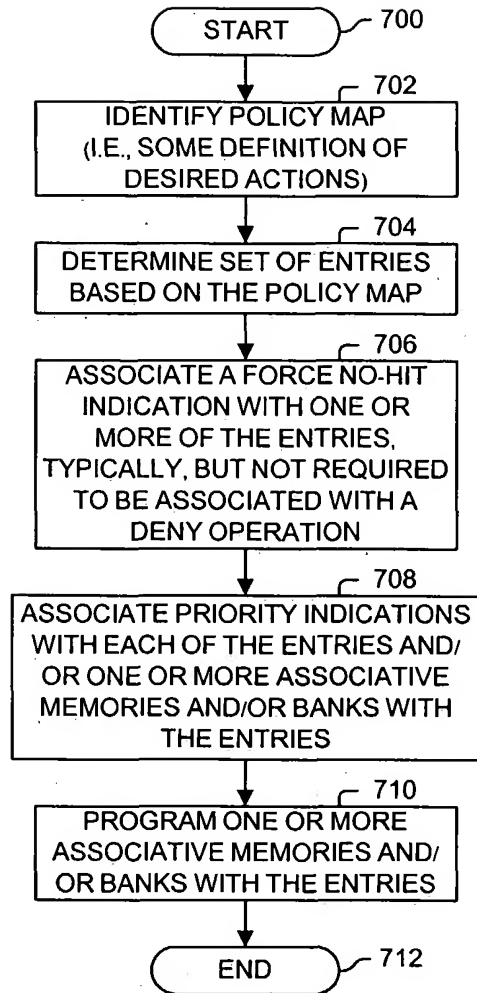 START
700
702
IDENTIFY POLICY MAP
(I.E., SOME DEFINITION OF
DESIRED ACTIONS)
704
DETERMINE SET OF ENTRIES
BASED ON THE POLICY MAP
706
ASSOCIATE A FORCE NO-HIT
INDICATION WITH ONE OR
MORE OF THE ENTRIES,
TYPICALLY, BUT NOT REQUIRED
TO BE ASSOCIATED WITH A
DENY OPERATION
708
ASSOCIATE PRIORITY INDICATIONS
WITH EACH OF THE ENTRIES AND/
OR ONE OR MORE ASSOCIATIVE
MEMORIES AND/OR BANKS WITH
THE ENTRIES
710
PROGRAM ONE OR MORE
ASSOCIATIVE MEMORIES AND/
OR BANKS WITH THE ENTRIES
END
712